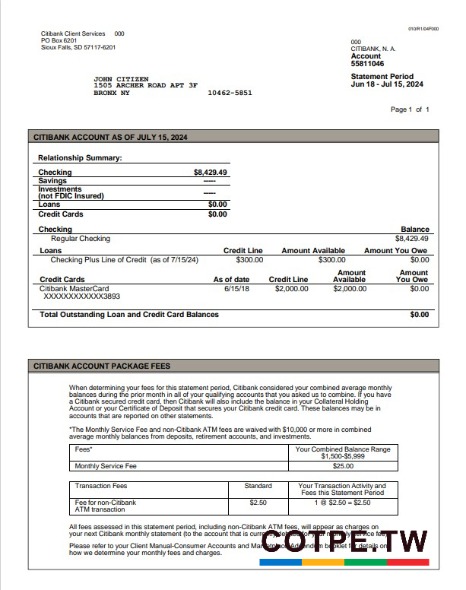 010/R1/04F000
Citibank Client Services 000
PO Box 6201
Sioux Falls, SD 57117-6201
000
CITIBANK, N. A.
Account
55811046
Statement Period
Jun 18 - Jul 15, 2024
JOHN CITIZEN
1505 ARCHER ROAD APT 3F
BRONX NY 10462-5851
Page 1 of 1
CITIBANK ACCOUNT AS OF JULY 15, 2024
Relationship Summary:
Checking $8,429.49
Savings -----
Investments
(not FDIC Insured) -----
Loans $0.00
Credit Cards $0.00
Checking Balance
Regular Checking $8,429.49
Loans Credit Line Amount Available Amount You Owe
Checking Plus Line of Credit (as of 7/15/24) $300.00 $300.00 $0.00
Credit Cards As of date Credit Line Amount Available Amount You Owe
Citibank MasterCard 6/15/18 $2,000.00 $2,000.00 $0.00
XXXXXXXXXXXX3893
Total Outstanding Loan and Credit Card Balances $0.00
CITIBANK ACCOUNT PACKAGE FEES
When determining your fees for this statement period, Citibank considered your combined average monthly
balances during the prior month in all of your qualifying accounts that you asked us to combine. If you have
a Citibank secured credit card, then Citibank will also include the balance in your Collateral Holding
Account or your Certificate of Deposit that secures your Citibank credit card. These balances may be in
accounts that are reported on other statements.
*The Monthly Service Fee and non-Citibank ATM fees are waived with $10,000 or more in combined
average monthly balances from deposits, retirement accounts, and investments.
Fees* Your Combined Balance Range
$1,500-$5,999
Monthly Service Fee $25.00
Transaction Fees Standard Your Transaction Activity and
Fees this Statement Period
Fee for non-Citibank
ATM transaction $2.50 1 @ $2.50 = $2.50
All fees assessed in this statement period, including non-Citibank ATM fees, will appear as charges on
your next Citibank monthly statement (to the account that is currently debited for your monthly service fee).
Please refer to your Client Manual-Consumer Accounts and Marketplace Addendum booklet for details on
how we determine your monthly fees and charges.
COTPE.TW